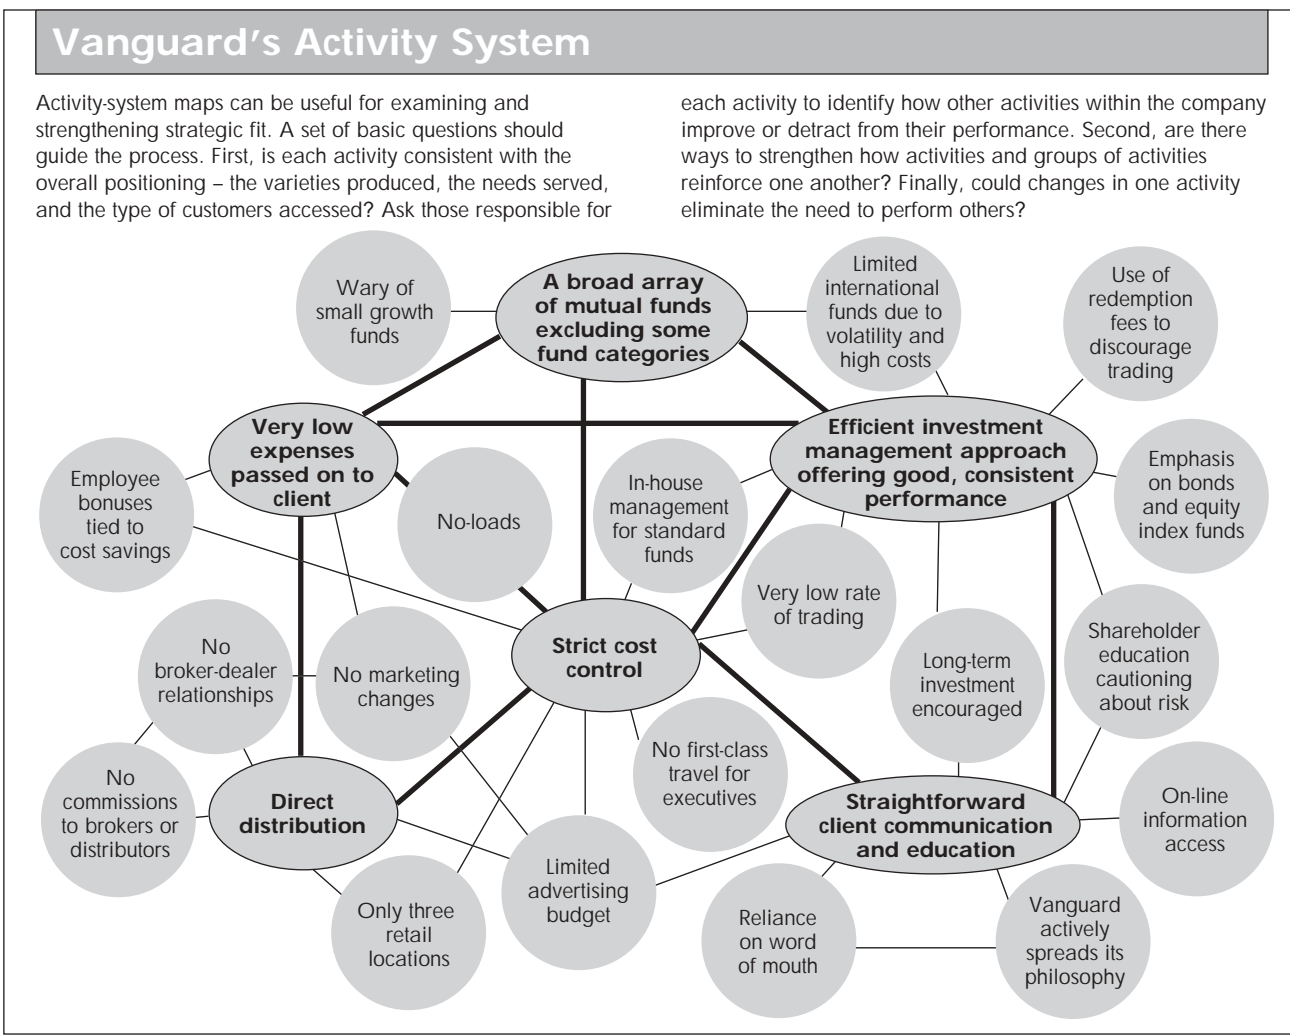 Vanguard's Activity System
Activity-system maps can be useful for examining and
strengthening strategic fit. A set of basic questions should
guide the process. First, is each activity consistent with the
overall positioning – the varieties produced, the needs served,
and the type of customers accessed? Ask those responsible for
each activity to identify how other activities within the company
improve or detract from their performance. Second, are there
ways to strengthen how activities and groups of activities
reinforce one another? Finally, could changes in one activity
eliminate the need to perform others?
Wary of
small growth
funds
A broad array
of mutual funds
excluding some
fund categories
Limited
international
funds due to
volatility and
high costs
Use of
redemption
fees to
discourage
trading
Very low
expenses
passed on to
client
Efficient investment
management approach
offering good, consistent
performance
Employee
bonuses
tied to
cost savings
No-loads
In-house
management
for standard
funds
Emphasis
on bonds
and equity
index funds
Very low rate
of trading
No
broker-dealer
relationships
No marketing
changes
Strict cost
control
Long-term
investment
encouraged
Shareholder
education
cautioning
about risk
No
commissions
to brokers or
distributors
Direct
distribution
No first-class
travel for
executives
Straightforward
client communication
and education
On-line
information
access
Only three
retail
locations
Limited
advertising
budget
Reliance
on word
of mouth
Vanguard
actively
spreads its
philosophy